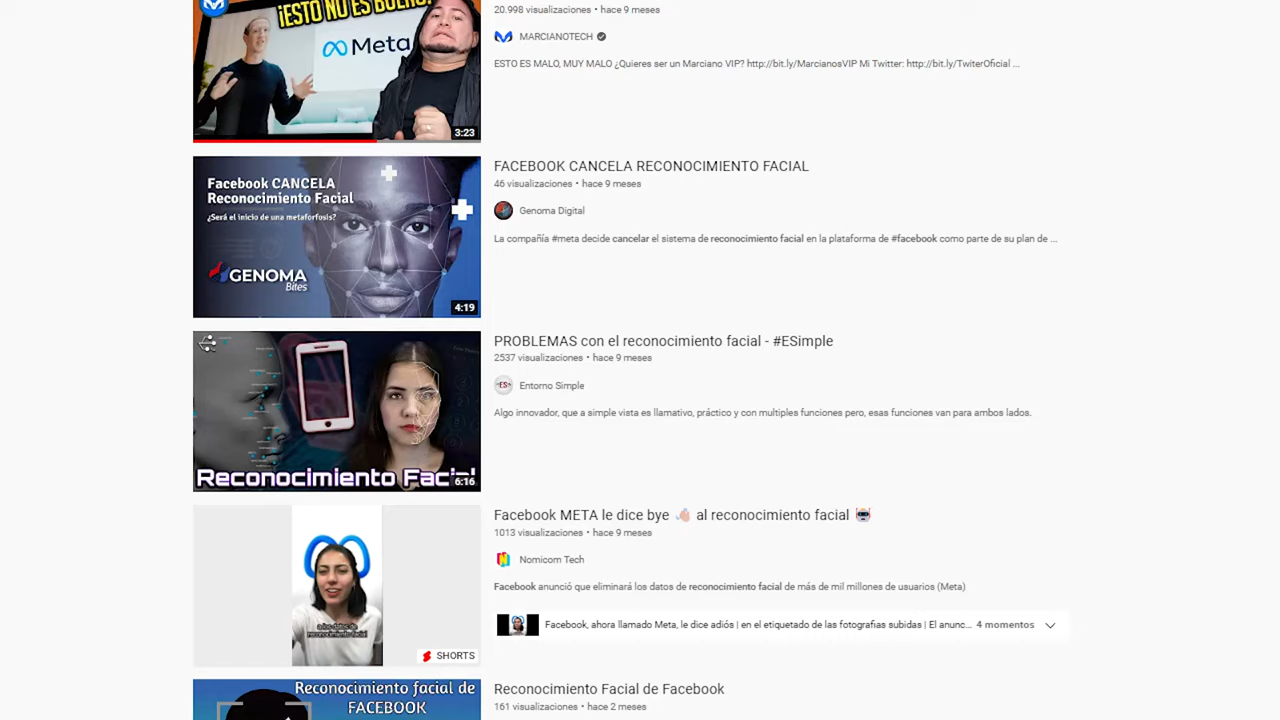 ¡ESTO NO ES BUENO!
Meta
3:23
20.998 visualizaciones • hace 9 meses
MARCIANOTECH
ESTO ES MALO, MUY MALO ¿Quieres ser un Marciano VIP? http://bit.ly/MarcianosVIP Mi Twitter: http://bit.ly/TwiterOficial ...
Facebook CANCELA
Reconocimiento Facial
¿Será el inicio de una metaforfosis?
GENOMA
Bites
4:19
FACEBOOK CANCELA RECONOCIMIENTO FACIAL
46 visualizaciones • hace 9 meses
Genoma Digital
La compañía #meta decide cancelar el sistema de reconocimiento facial en la plataforma de #facebook como parte de su plan de ...
Reconocimiento Facial
6:16
PROBLEMAS con el reconocimiento facial - #ESimple
2537 visualizaciones • hace 9 meses
ES
Entorno Simple
Algo innovador, que a simple vista es llamativo, práctico y con multiples funciones pero, esas funciones van para ambos lados.
a los datos de
reconocimiento facial
SHORTS
Facebook META le dice bye 👋🏼 al reconocimiento facial 🤖
1013 visualizaciones • hace 9 meses
Nomicom Tech
Facebook anunció que eliminará los datos de reconocimiento facial de más de mil millones de usuarios (Meta)
Facebook, ahora llamado Meta, le dice adiós | en el etiquetado de las fotografias subidas | El anunc... 4 momentos
Reconocimiento facial de
FACEBOOK
Reconocimiento Facial de Facebook
161 visualizaciones • hace 2 meses